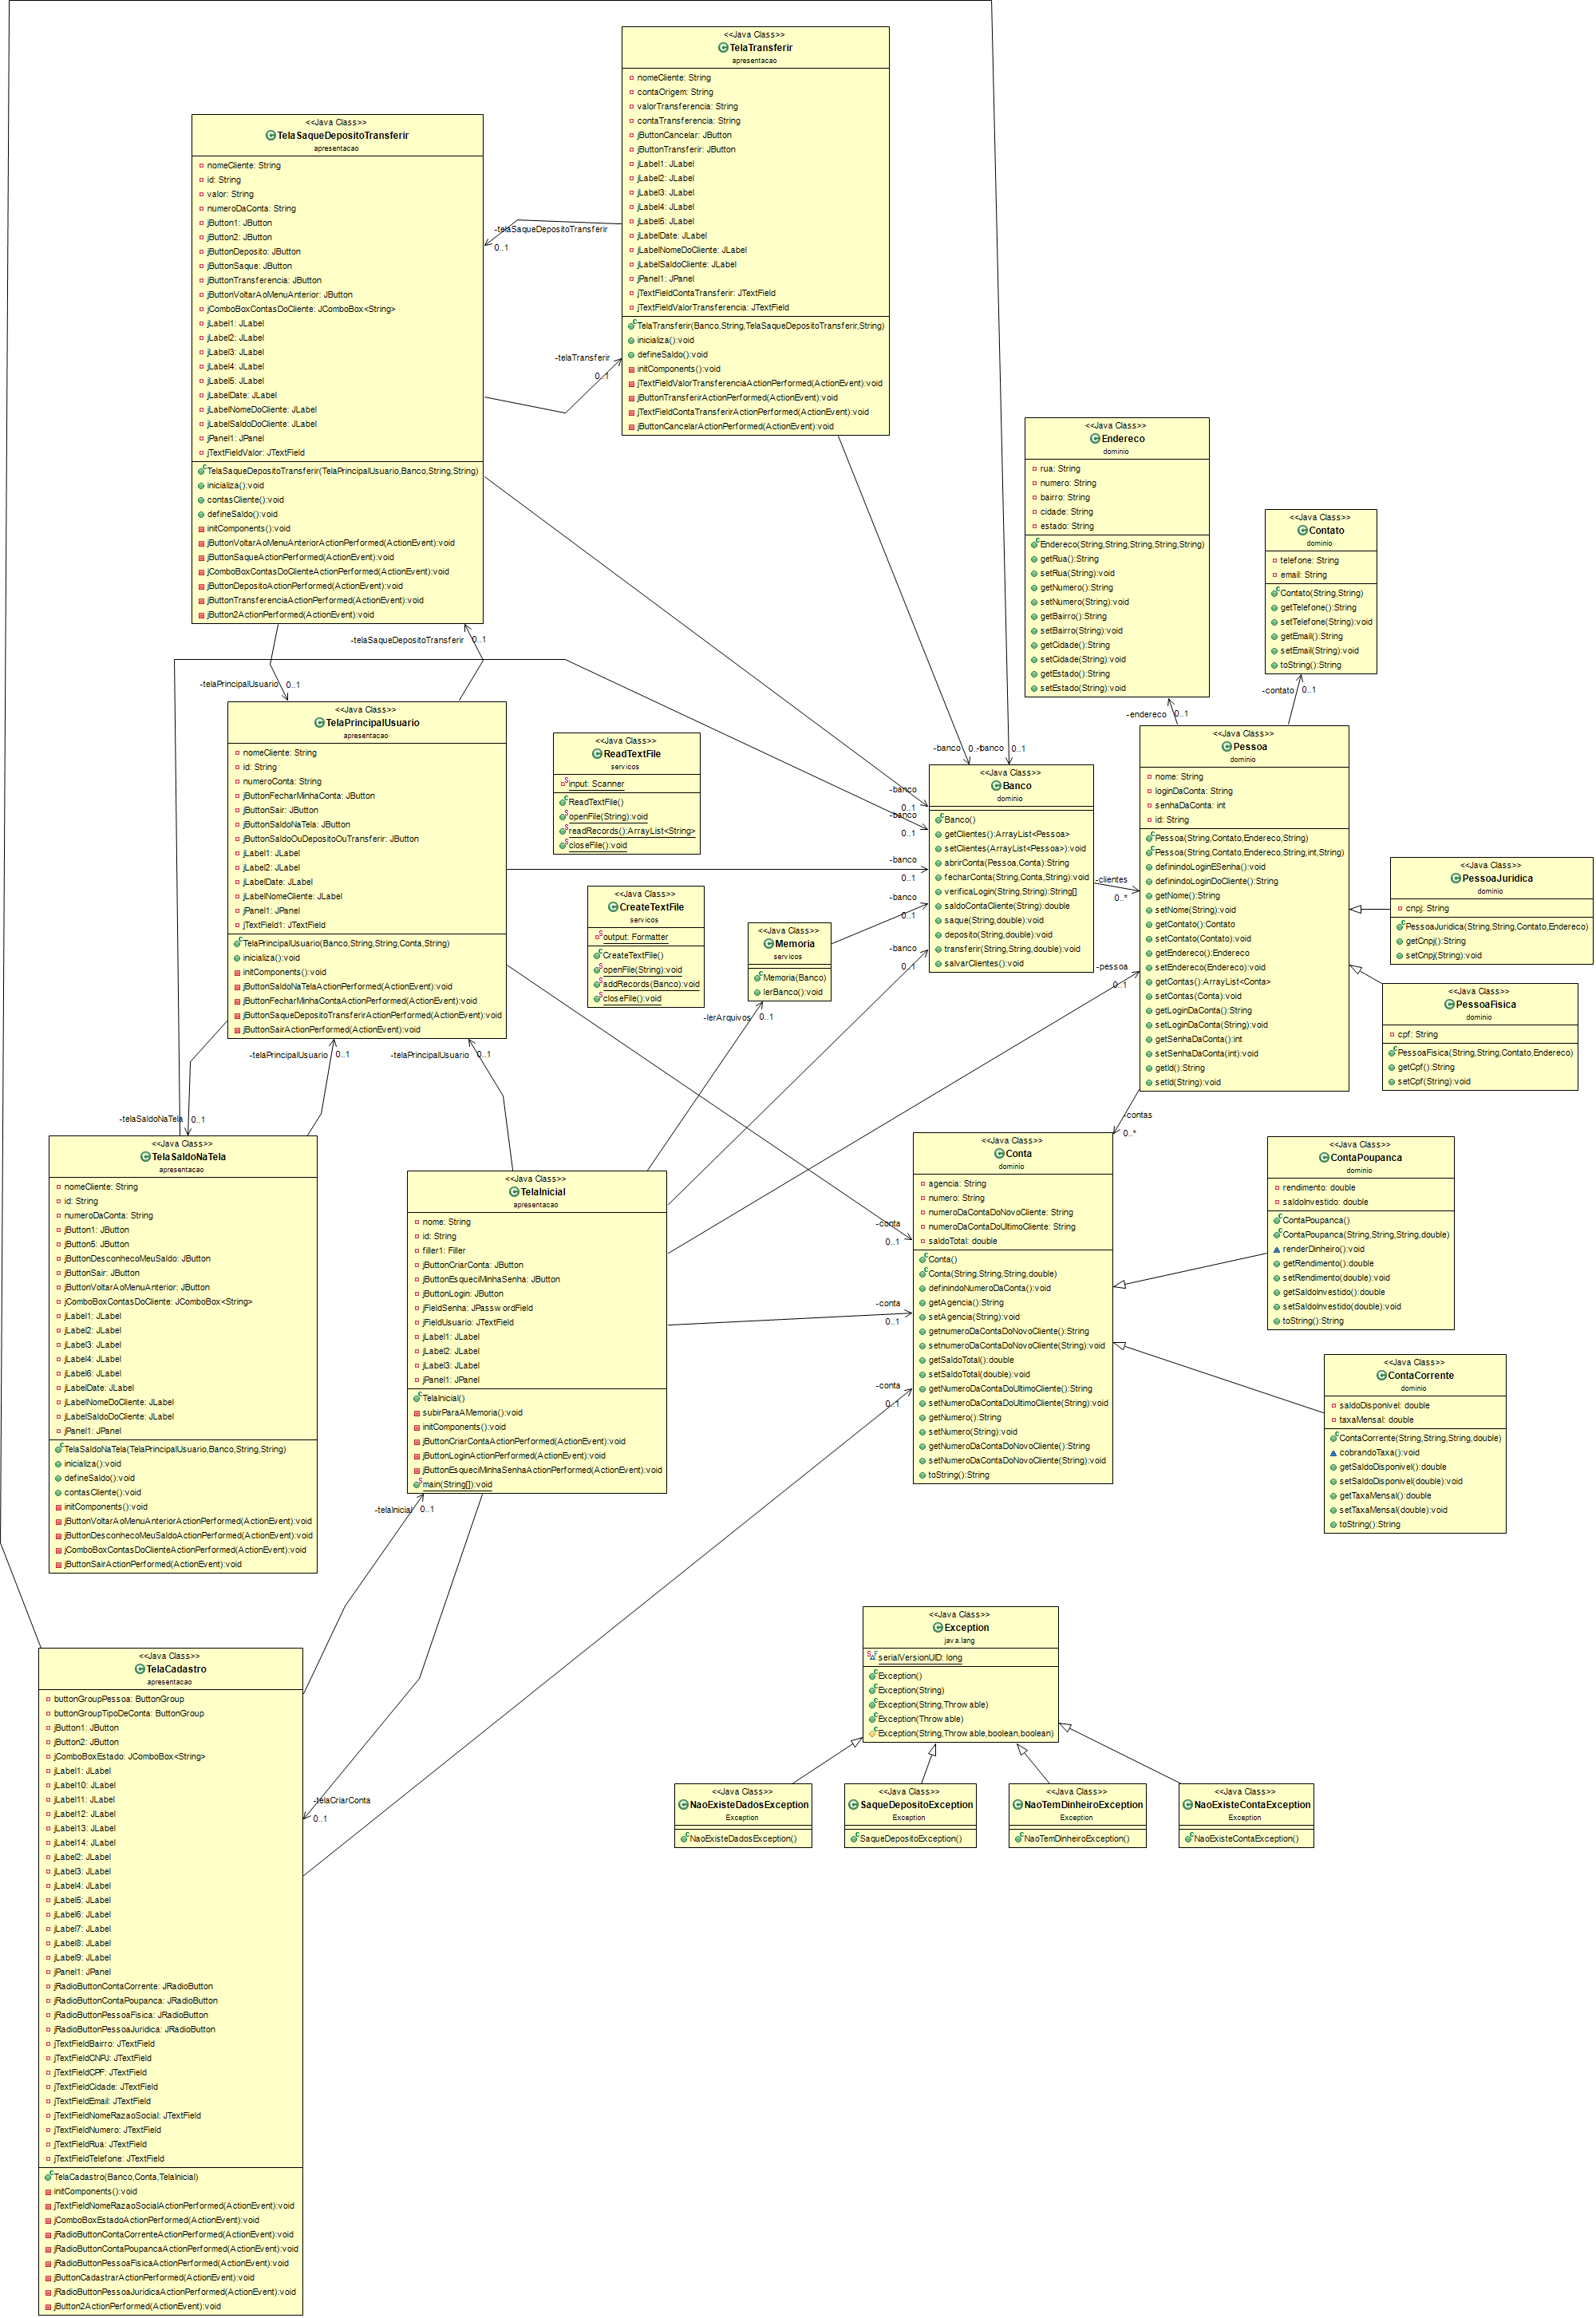 <<Java Class>>
TelaTransferir
apresentacao
nomeCliente: String
contaOrigem: String
valorTransferencia: String
contaTransferencia: String
jButtonCancelar: JButton
jButtonTransferir: JButton
jLabel1: JLabel
jLabel2: JLabel
jLabel3: JLabel
jLabel4: JLabel
jLabel5: JLabel
jLabelDate: JLabel
jLabelNomeDoCliente: JLabel
jLabelSaldoCliente: JLabel
jPanel1: JPanel
jTextFieldContaTransferir: JTextField
jTextFieldValorTransferencia: JTextField
TelaTransferir(Banco,String,TelaSaqueDepositoTransferir,String)
inicializa():void
defineSaldo():void
initComponents():void
jTextFieldValorTransferenciaActionPerformed(ActionEvent):void
jButtonTransferirActionPerformed(ActionEvent):void
jTextFieldContaTransferirActionPerformed(ActionEvent):void
jButtonCancelarActionPerformed(ActionEvent):void
<<Java Class>>
TelaSaqueDepositoTransferir
apresentacao
nomeCliente: String
id: String
valor: String
numeroDaConta: String
jButton1: JButton
jButton2: JButton
jButtonDeposito: JButton
jButtonSaque: JButton
jButtonTransferencia: JButton
jButtonVoltarAoMenuAnterior: JButton
jComboBoxContasDoCliente: JComboBox<String>
jLabel1: JLabel
jLabel2: JLabel
jLabel3: JLabel
jLabel4: JLabel
jLabel5: JLabel
jLabelDate: JLabel
jLabelNomeDoCliente: JLabel
jLabelSaldoDoCliente: JLabel
jPanel1: JPanel
jTextFieldValor: JTextField
TelaSaqueDepositoTransferir(TelaPrincipalUsuario,Banco,String,String)
inicializa():void
contasCliente():void
defineSaldo():void
initComponents():void
jButtonVoltarAoMenuAnteriorActionPerformed(ActionEvent):void
jButtonSaqueActionPerformed(ActionEvent):void
jComboBoxContasDoClienteActionPerformed(ActionEvent):void
jButtonDepositoActionPerformed(ActionEvent):void
jButtonTransferenciaActionPerformed(ActionEvent):void
jButton2ActionPerformed(ActionEvent):void
-telaSaqueDepositoTransferir
0..1
-telaTransferir
0..1
-telaSaqueDepositoTransferir 0..1
-telaPrincipalUsuario 0..1
<<Java Class>>
Endereco
dominio
rua: String
numero: String
bairro: String
cidade: String
estado: String
Endereco(String,String,String,String,String)
getRua():String
setRua(String):void
getNumero():String
setNumero(String):void
getBairro():String
setBairro(String):void
getCidade():String
setCidade(String):void
getEstado():String
setEstado(String):void
<<Java Class>>
Contato
dominio
telefone: String
email: String
Contato(String,String)
getTelefone():String
setTelefone(String):void
getEmail():String
setEmail(String):void
toString():String
-contato 0..1
-endereco 0..1
<<Java Class>>
TelaPrincipalUsuario
apresentacao
nomeCliente: String
id: String
numeroConta: String
jButtonFecharMinhaConta: JButton
jButtonSair: JButton
jButtonSaldoNaTela: JButton
jButtonSaldoOuDepositoOuTransferir: JButton
jLabel1: JLabel
jLabel2: JLabel
jLabelDate: JLabel
jLabelNomeCliente: JLabel
jPanel1: JPanel
jTextField1: JTextField
TelaPrincipalUsuario(Banco,String,String,Conta,String)
inicializa():void
initComponents():void
jButtonSaldoNaTelaActionPerformed(ActionEvent):void
jButtonFecharMinhaContaActionPerformed(ActionEvent):void
jButtonSaqueDepositoTransferirActionPerformed(ActionEvent):void
jButtonSairActionPerformed(ActionEvent):void
<<Java Class>>
ReadTextFile
servicos
input: Scanner
ReadTextFile()
openFile(String):void
readRecords():ArrayList<String>
closeFile():void
<<Java Class>>
CreateTextFile
servicos
output: Formatter
CreateTextFile()
openFile(String):void
addRecords(Banco):void
closeFile():void
<<Java Class>>
Memoria
servicos
Memoria(Banco)
lerBanco():void
-banco 0..1
-banco 0..1
-banco
0..1
-banco
0..1
-banco
0..1
-banco
0..1
-banco
0..1
<<Java Class>>
Banco
dominio
Banco()
getClientes():ArrayList<Pessoa>
setClientes(ArrayList<Pessoa>):void
abrirConta(Pessoa,Conta):String
fecharConta(String,Conta,String):void
verificaLogin(String,String):String[]
saldoContaCliente(String):double
saque(String,double):void
deposito(String,double):void
transferir(String,String,double):void
salvarClientes():void
-clientes
0..*
-pessoa
0..1
<<Java Class>>
Pessoa
dominio
nome: String
loginDaConta: String
senhaDaConta: int
id: String
Pessoa(String,Contato,Endereco,String)
Pessoa(String,Contato,Endereco,String,int,String)
definindoLoginESenha():void
definindoLoginDoCliente():String
getNome():String
setNome(String):void
getContato():Contato
setContato(Contato):void
getEndereco():Endereco
setEndereco(Endereco):void
getContas():ArrayList<Conta>
setContas(Conta):void
getLoginDaConta():String
setLoginDaConta(String):void
getSenhaDaConta():int
setSenhaDaConta(int):void
getId():String
setId(String):void
<<Java Class>>
PessoaJuridica
dominio
cnpj: String
PessoaJuridica(String,String,Contato,Endereco)
getCnpj():String
setCnpj(String):void
<<Java Class>>
PessoaFisica
dominio
cpf: String
PessoaFisica(String,String,Contato,Endereco)
getCpf():String
setCpf(String):void
-lerArquivos 0..1
-telaPrincipalUsuario 0..1
-telaPrincipalUsuario 0..1
-telaSaldoNaTela 0..1
-contas
0..*
<<Java Class>>
TelaSaldoNaTela
apresentacao
nomeCliente: String
id: String
numeroDaConta: String
jButton1: JButton
jButton5: JButton
jButtonDesconhecoMeuSaldo: JButton
jButtonSair: JButton
jButtonVoltarAoMenuAnterior: JButton
jComboBoxContasDoCliente: JComboBox<String>
jLabel1: JLabel
jLabel2: JLabel
jLabel3: JLabel
jLabel4: JLabel
jLabel6: JLabel
jLabelDate: JLabel
jLabelNomeDoCliente: JLabel
jLabelSaldoDoCliente: JLabel
jPanel1: JPanel
TelaSaldoNaTela(TelaPrincipalUsuario,Banco,String,String)
inicializa():void
defineSaldo():void
contasCliente():void
initComponents():void
jButtonVoltarAoMenuAnteriorActionPerformed(ActionEvent):void
jButtonDesconhecoMeuSaldoActionPerformed(ActionEvent):void
jComboBoxContasDoClienteActionPerformed(ActionEvent):void
jButtonSairActionPerformed(ActionEvent):void
<<Java Class>>
TelaInicial
apresentacao
nome: String
id: String
filler1: Filler
jButtonCriarConta: JButton
jButtonEsqueciMinhaSenha: JButton
jButtonLogin: JButton
jFieldSenha: JPasswordField
jFieldUsuario: JTextField
jLabel1: JLabel
jLabel2: JLabel
jLabel3: JLabel
jPanel1: JPanel
TelaInicial()
subirParaAMemoria():void
initComponents():void
jButtonCriarContaActionPerformed(ActionEvent):void
jButtonLoginActionPerformed(ActionEvent):void
jButtonEsqueciMinhaSenhaActionPerformed(ActionEvent):void
main(String[]):void
-telaInicial 0..1
-conta
0..1
-conta
0..1
-conta
0..1
<<Java Class>>
Conta
dominio
agencia: String
numero: String
numeroDaContaDoNovoCliente: String
numeroDaContaDoUltimoCliente: String
saldoTotal: double
Conta()
Conta(String,String,String,double)
definindoNumeroDaConta():void
getAgencia():String
setAgencia(String):void
getnumeroDaContaDoNovoCliente():String
setnumeroDaContaDoNovoCliente(String):void
getSaldoTotal():double
setSaldoTotal(double):void
getNumeroDaContaDoUltimoCliente():String
setNumeroDaContaDoUltimoCliente(String):void
getNumero():String
setNumero(String):void
getNumeroDaContaDoNovoCliente():String
setNumeroDaContaDoNovoCliente(String):void
toString():String
<<Java Class>>
ContaPoupanca
dominio
rendimento: double
saldoInvestido: double
ContaPoupanca()
ContaPoupanca(String,String,String,double)
renderDinheiro():void
getRendimento():double
setRendimento(double):void
getSaldoInvestido():double
setSaldoInvestido(double):void
toString():String
<<Java Class>>
ContaCorrente
dominio
saldoDisponivel: double
taxaMensal: double
ContaCorrente(String,String,String,double)
cobrandoTaxa():void
getSaldoDisponivel():double
setSaldoDisponivel(double):void
getTaxaMensal():double
setTaxaMensal(double):void
toString():String
<<Java Class>>
Exception
java.lang
serialVersionUID: long
Exception()
Exception(String)
Exception(String,Throwable)
Exception(Throwable)
Exception(String,Throwable,boolean,boolean)
<<Java Class>>
NaoExisteDadosException
Exception
NaoExisteDadosException()
<<Java Class>>
SaqueDepositoException
Exception
SaqueDepositoException()
<<Java Class>>
NaoTemDinheiroException
Exception
NaoTemDinheiroException()
<<Java Class>>
NaoExisteContaException
Exception
NaoExisteContaException()
<<Java Class>>
TelaCadastro
apresentacao
buttonGroupPessoa: ButtonGroup
buttonGroupTipoDeConta: ButtonGroup
jButton1: JButton
jButton2: JButton
jComboBoxEstado: JComboBox<String>
jLabel1: JLabel
jLabel10: JLabel
jLabel11: JLabel
jLabel12: JLabel
jLabel13: JLabel
jLabel14: JLabel
jLabel2: JLabel
jLabel3: JLabel
jLabel4: JLabel
jLabel5: JLabel
jLabel6: JLabel
jLabel7: JLabel
jLabel8: JLabel
jLabel9: JLabel
jPanel1: JPanel
jRadioButtonContaCorrente: JRadioButton
jRadioButtonContaPoupanca: JRadioButton
jRadioButtonPessoaFisica: JRadioButton
jRadioButtonPessoaJuridica: JRadioButton
jTextFieldBairro: JTextField
jTextFieldCNPJ: JTextField
jTextFieldCPF: JTextField
jTextFieldCidade: JTextField
jTextFieldEmail: JTextField
jTextFieldNomeRazaoSocial: JTextField
jTextFieldNumero: JTextField
jTextFieldRua: JTextField
jTextFieldTelefone: JTextField
TelaCadastro(Banco,Conta,TelaInicial)
initComponents():void
jTextFieldNomeRazaoSocialActionPerformed(ActionEvent):void
jComboBoxEstadoActionPerformed(ActionEvent):void
jRadioButtonContaCorrenteActionPerformed(ActionEvent):void
jRadioButtonContaPoupancaActionPerformed(ActionEvent):void
jRadioButtonPessoaFisicaActionPerformed(ActionEvent):void
jButtonCadastrarActionPerformed(ActionEvent):void
jRadioButtonPessoaJuridicaActionPerformed(ActionEvent):void
jButton2ActionPerformed(ActionEvent):void
-telaCriarConta
0..1